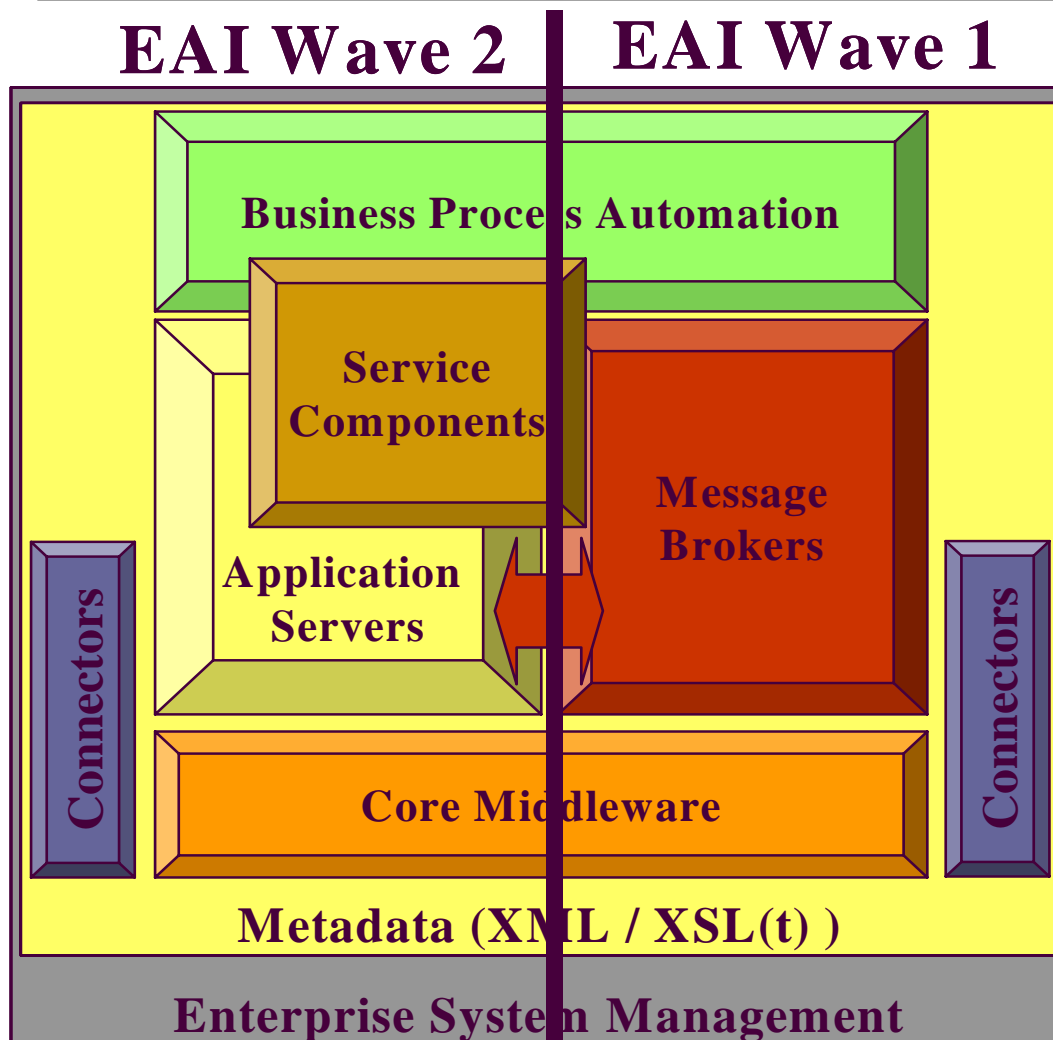 EAI Wave 2
EAI Wave 1
Business Process Automation
Service
Components
Message
Brokers
Application
Servers
Connectors
Connectors
Core Middleware
Metadata (XML / XSL(t) )
Enterprise System Management